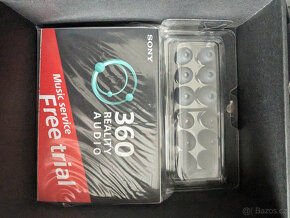 SONY
360
REALITY
AUDIO
Music service
Free trial
Bazos.cz